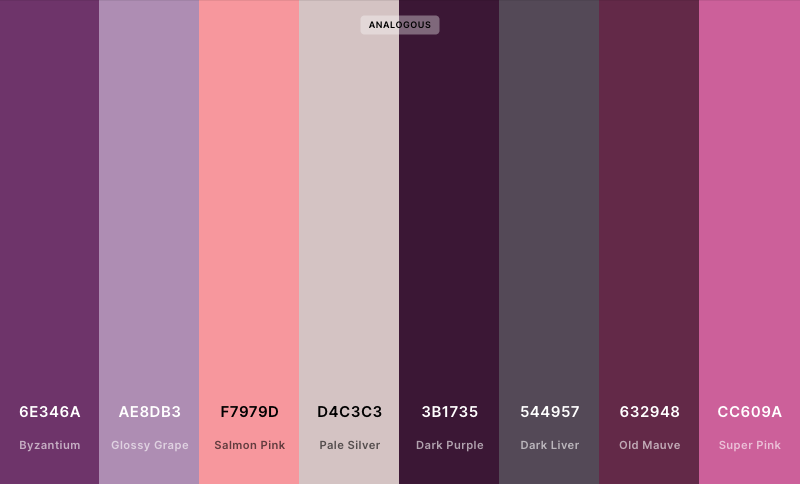 ANALOGOUS
6E346A AE8DB3 F7979D D4C3C3 3B1735 544957 632948 CC609A
Byzantium Glossy Grape Salmon Pink Pale Silver Dark Purple Dark Liver Old Mauve Super Pink